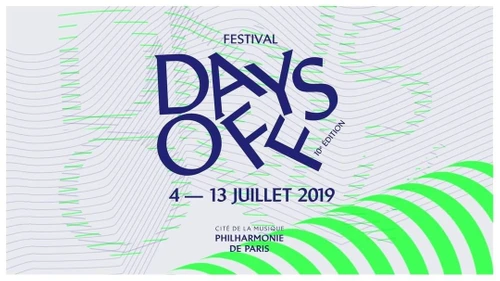 FESTIVAL
DAYS
OFF
10e ÉDITION
4 — 13 JUILLET 2019
CITÉ DE LA MUSIQUE
PHILHARMONIE
DE PARIS